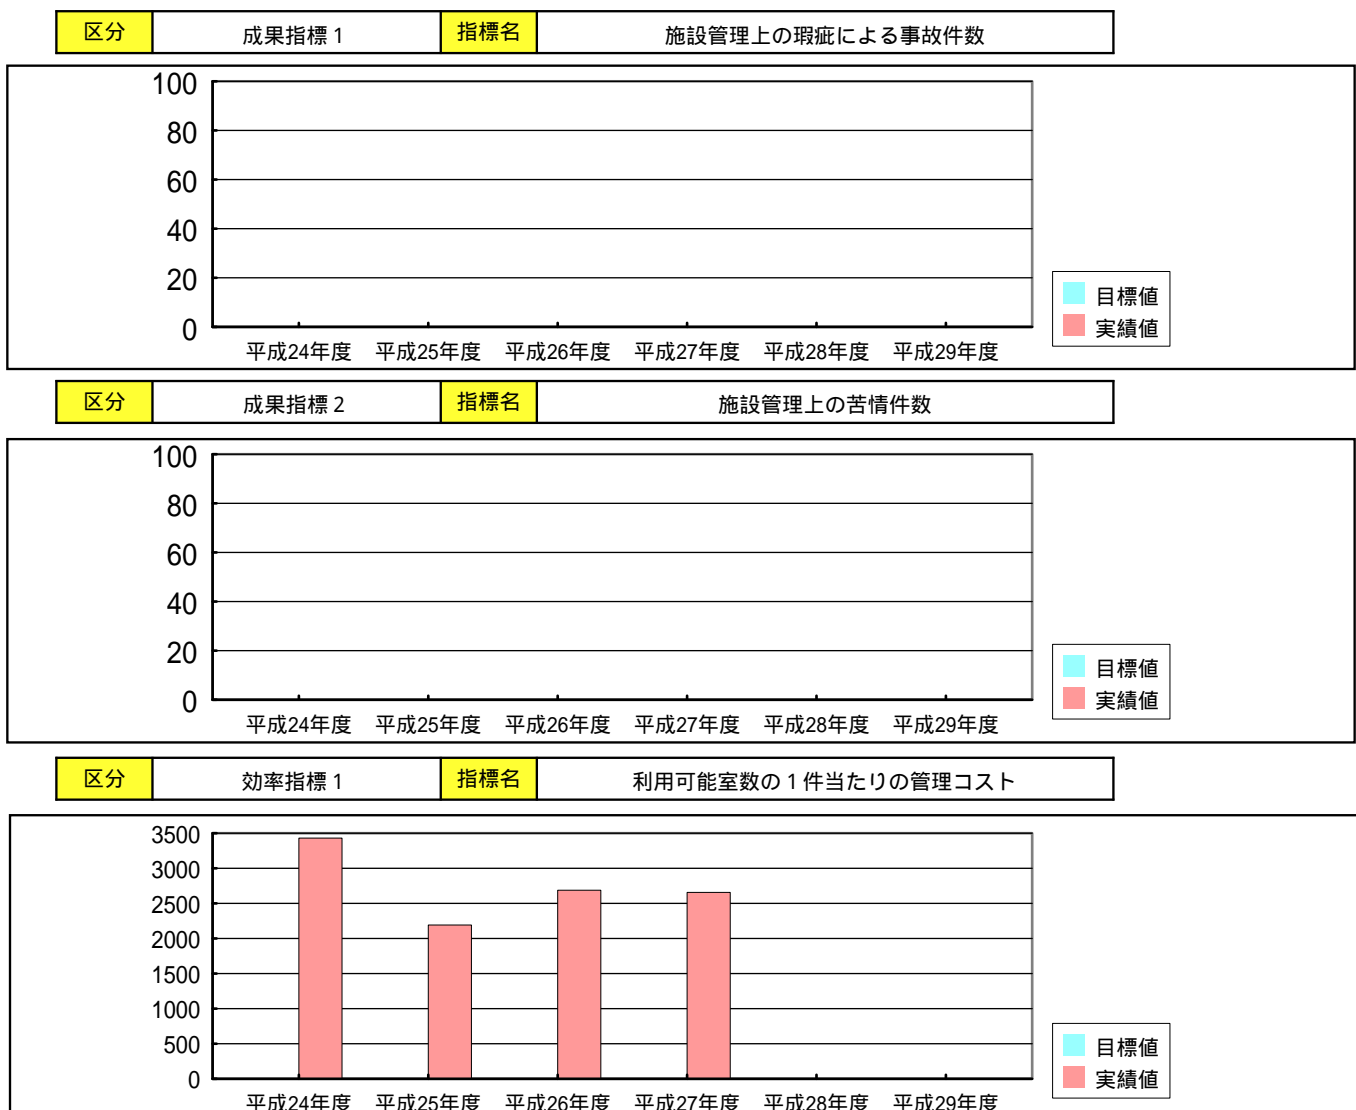 区分 成果指標1 指標名 施設管理上の瑕疵による事故件数
100
80
60
40
20
0
平成24年度 平成25年度 平成26年度 平成27年度 平成28年度 平成29年度
目標値
実績値
区分 成果指標2 指標名 施設管理上の苦情件数
100
80
60
40
20
0
平成24年度 平成25年度 平成26年度 平成27年度 平成28年度 平成29年度
目標値
実績値
区分 効率指標1 指標名 利用可能室数の1件当たりの管理コスト
3500
3000
2500
2000
1500
1000
500
0
平成24年度 平成25年度 平成26年度 平成27年度 平成28年度 平成29年度
目標値
実績値